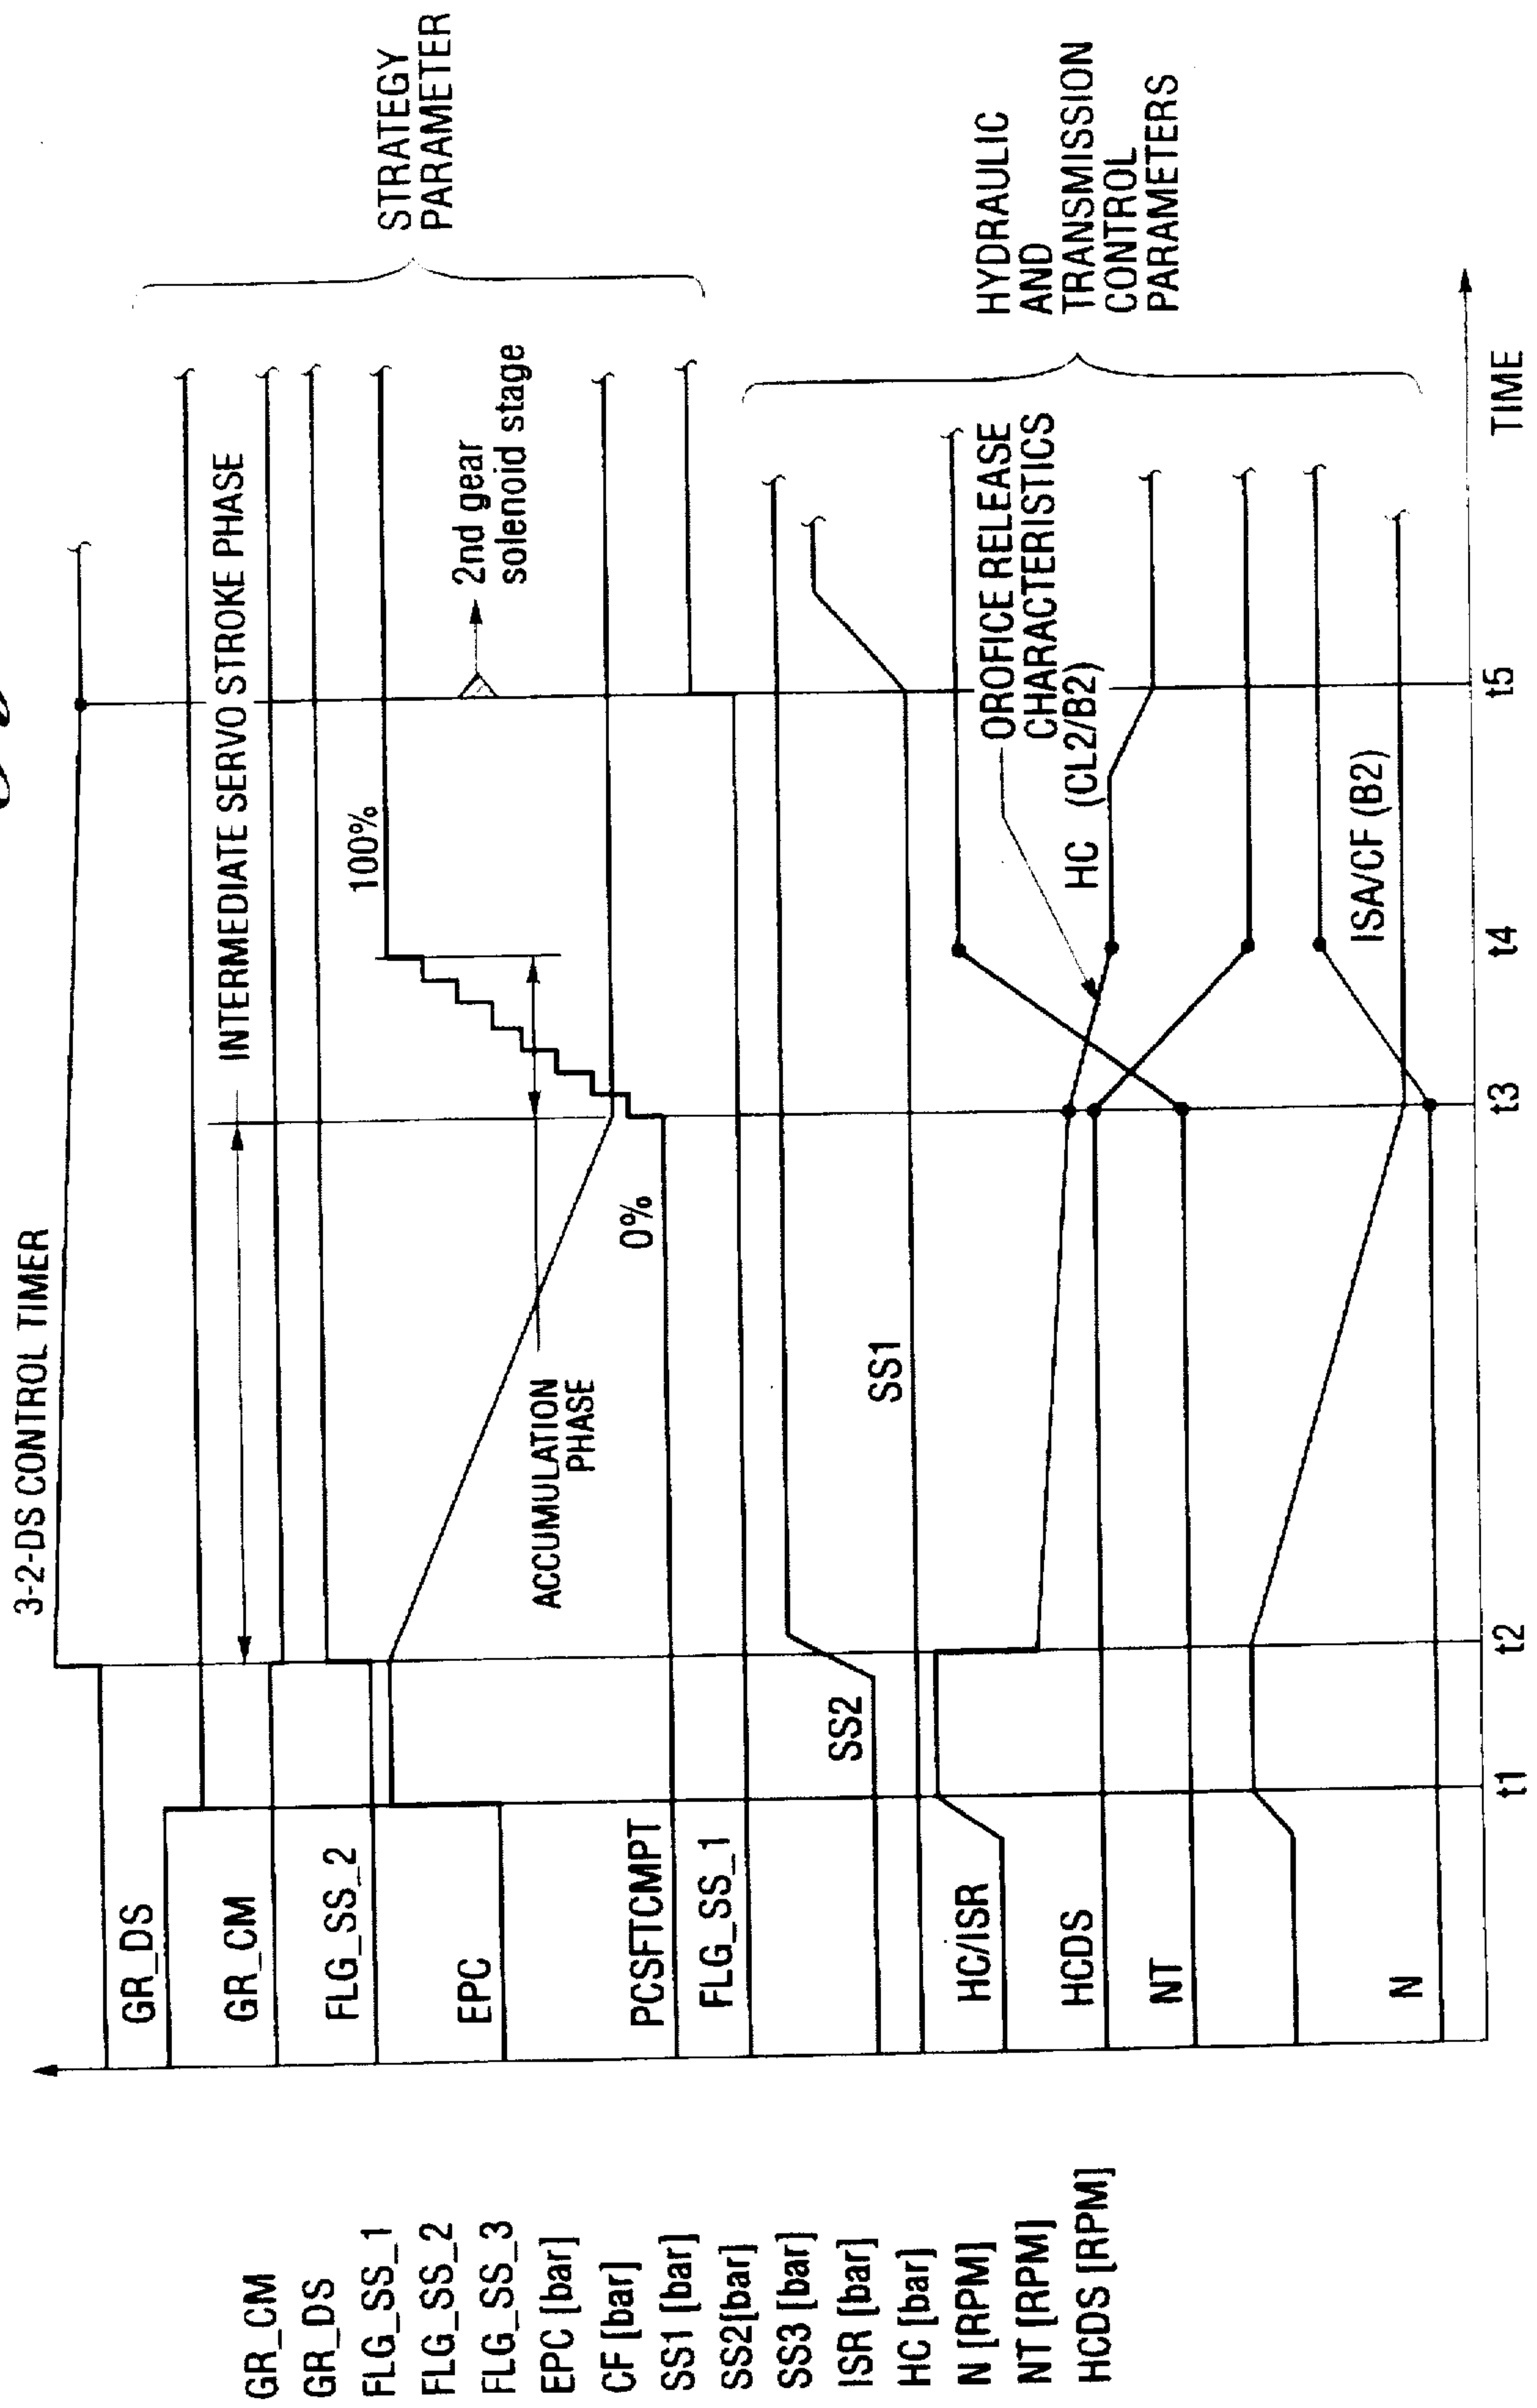 3-2-DS CONTROL TIMER
GR_DS
INTERMEDIATE SERVO STROKE PHASE
GR_CM
FLG_SS_2
100%
EPC
2nd gear
solenoid stage
ACCUMULATION
PHASE
0%
PCSFTCMPT
FLG_SS_1
STRATEGY
PARAMETER
SS2
SS1
HC/ISR
OROFICE RELEASE
CHARACTERISTICS
HC (CL2/B2)
HCDS
NT
ISA/CF (B2)
N
HYDRAULIC
AND
TRANSMISSION
CONTROL
PARAMETERS
t1
t2
t3
t4
t5
TIME
GR_CM
GR_DS
FLG_SS_1
FLG_SS_2
FLG_SS_3
EPC [bar]
CF [bar]
SS1 [bar]
SS2[bar]
SS3 [bar]
ISR [bar]
HC [bar]
N [RPM]
NT [RPM]
HCDS [RPM]